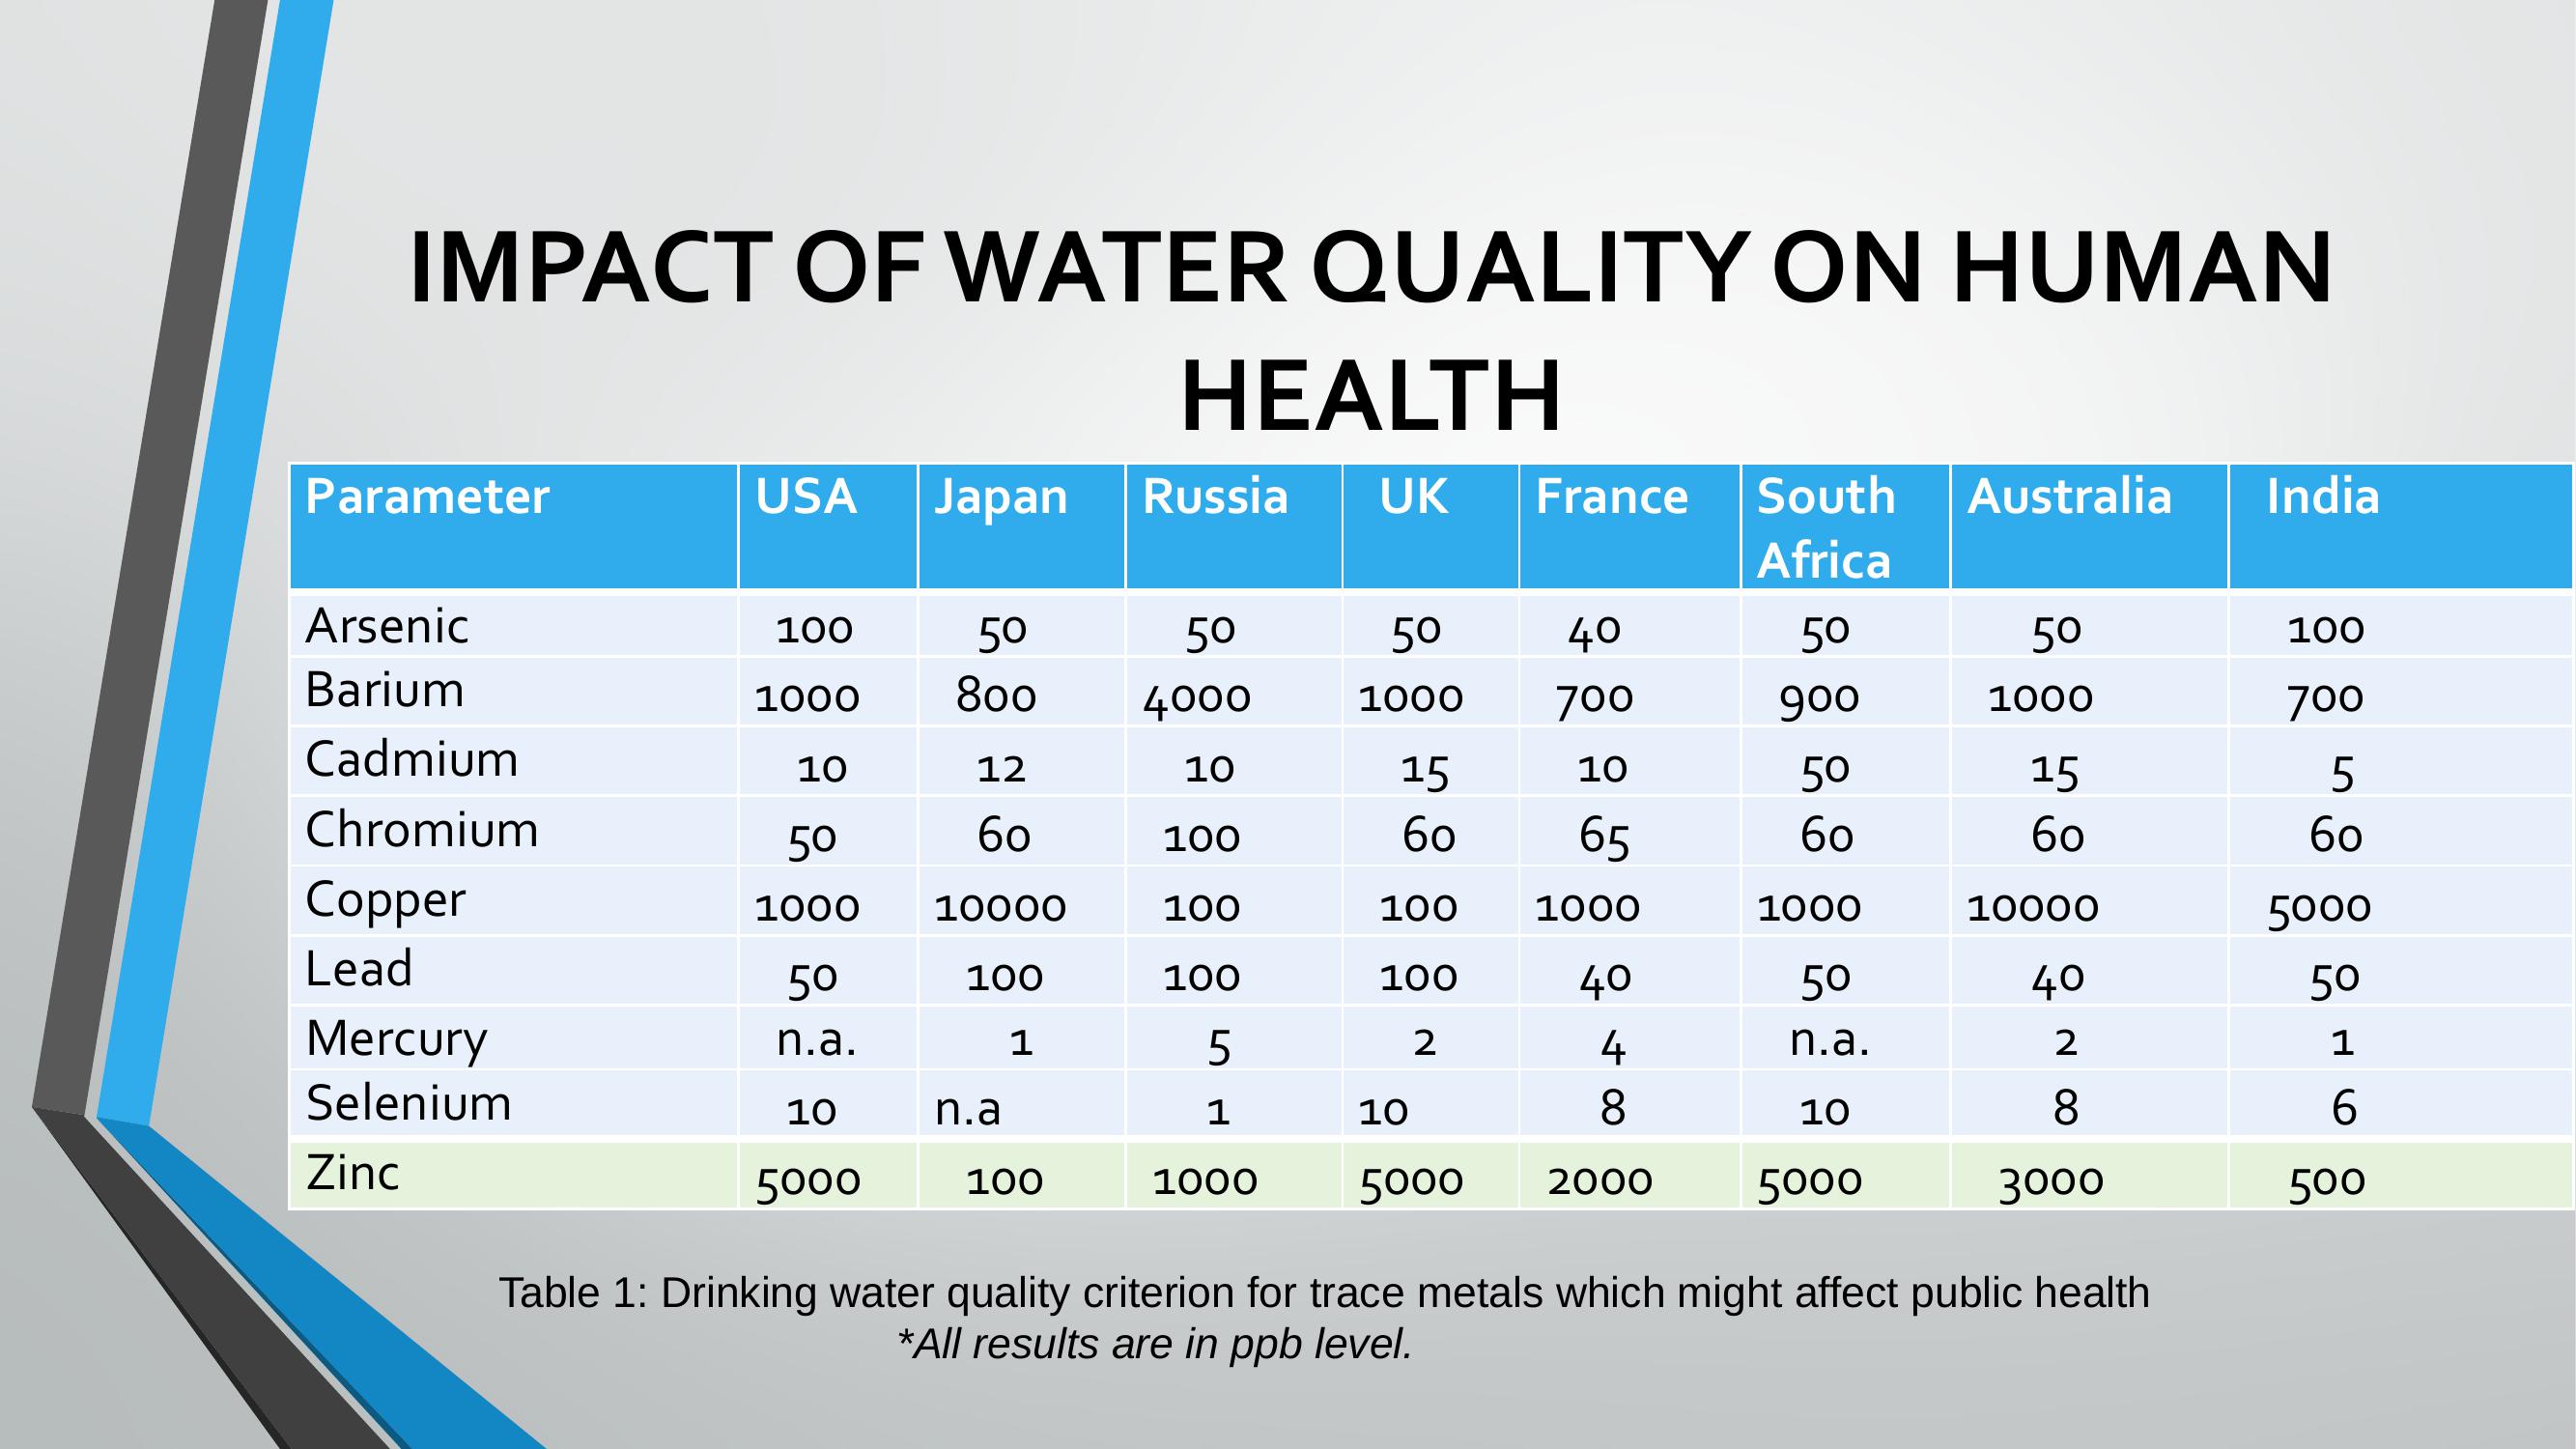 IMPACT OF WATER QUALITY ON HUMAN
HEALTH
Parameter USA Japan Russia UK France South Africa Australia India
Arsenic 100 50 50 50 40 50 50 100
Barium 1000 800 4000 1000 700 900 1000 700
Cadmium 10 12 10 15 10 50 15 5
Chromium 50 60 100 60 65 60 60 60
Copper 1000 10000 100 100 1000 1000 10000 5000
Lead 50 100 100 100 40 50 40 50
Mercury n.a. 1 5 2 4 n.a. 2 1
Selenium 10 n.a 1 10 8 10 8 6
Zinc 5000 100 1000 5000 2000 5000 3000 500
Table 1: Drinking water quality criterion for trace metals which might affect public health
*All results are in ppb level.